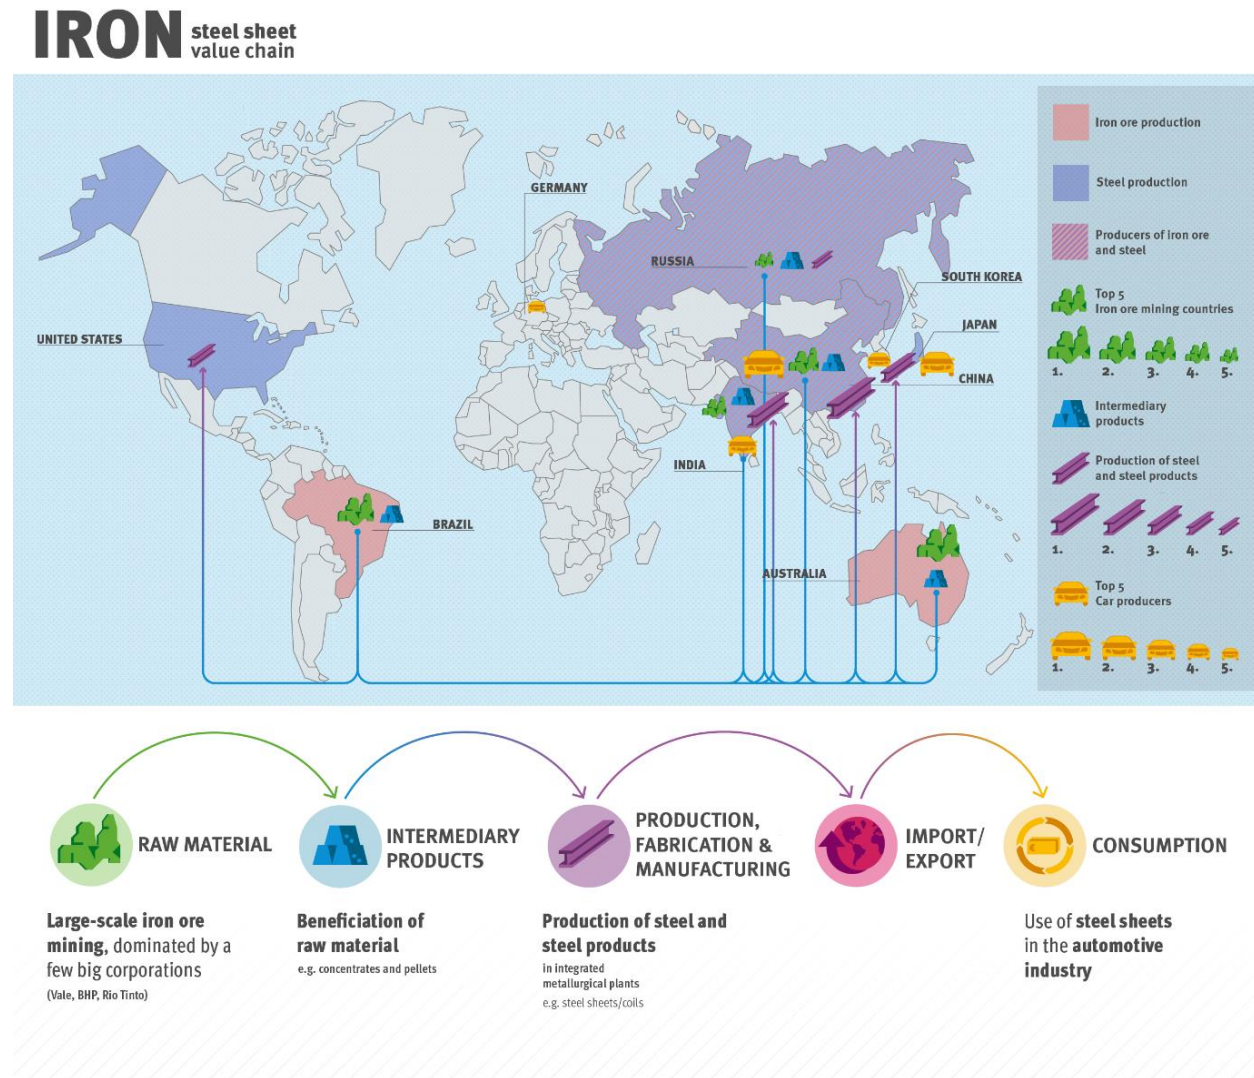 IRON steel sheet
value chain
GERMANY
RUSSIA
SOUTH KOREA
UNITED STATES
JAPAN
CHINA
INDIA
BRAZIL
AUSTRALIA
Iron ore production
Steel production
Producers of iron ore
and steel
Top 5
Iron ore mining countries
1. 2. 3. 4. 5.
Intermediary
products
Production of steel
and steel products
1. 2. 3. 4. 5.
Top 5
Car producers
1. 2. 3. 4. 5.
RAW MATERIAL
Large-scale iron ore
mining, dominated by a
few big corporations
(Vale, BHP, Rio Tinto)
INTERMEDIARY
PRODUCTS
Beneficiation of
raw material
e.g. concentrates and pellets
PRODUCTION,
FABRICATION &
MANUFACTURING
Production of steel and
steel products
in integrated
metallurgical plants
e.g. steel sheets/coils
IMPORT/
EXPORT
CONSUMPTION
Use of steel sheets
in the automotive
industry